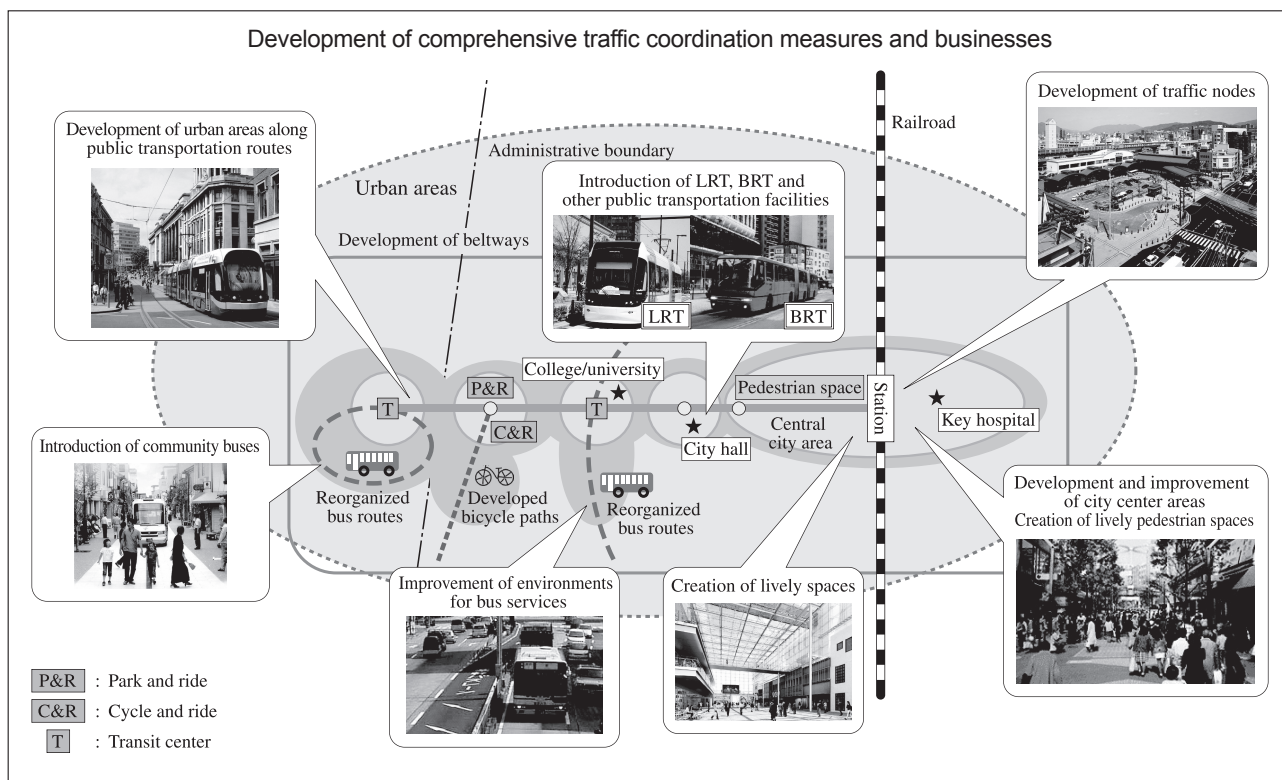 Development of comprehensive traffic coordination measures and businesses
Development of urban areas along
public transportation routes
Administrative boundary
Urban areas
Development of beltways
Introduction of LRT, BRT and
other public transportation facilities
LRT
BRT
Railroad
Development of traffic nodes
College/university
P&R
C&R
T
T
Pedestrian space
Station
Central
city area
City hall
Key hospital
Introduction of community buses
Reorganized
bus routes
Developed
bicycle paths
Reorganized
bus routes
Development and improvement
of city center areas
Creation of lively pedestrian spaces
Improvement of environments
for bus services
Creation of lively spaces
P&R : Park and ride
C&R : Cycle and ride
T : Transit center